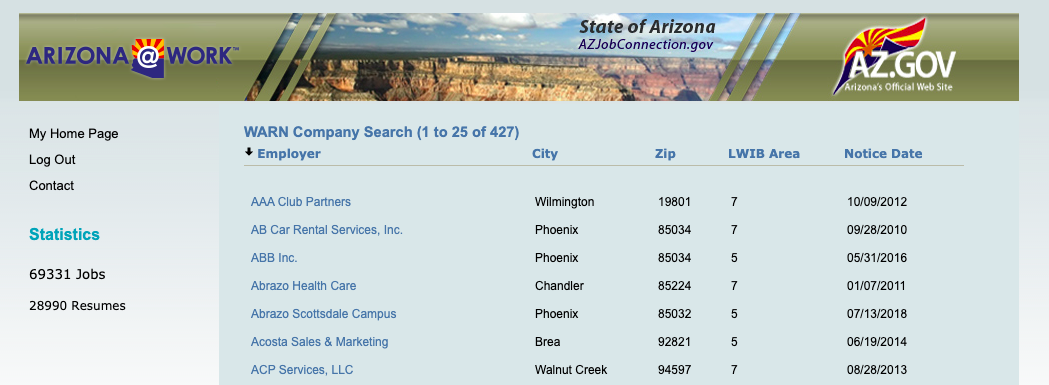 ARIZONA @ WORK™
State of Arizona
AZJobConnection.gov
AZ.GOV
Arizona's Official Web Site
My Home Page
Log Out
Contact
Statistics
69331 Jobs
28990 Resumes
WARN Company Search (1 to 25 of 427)
Employer City Zip LWIB Area Notice Date
AAA Club Partners Wilmington 19801 7 10/09/2012
AB Car Rental Services, Inc. Phoenix 85034 7 09/28/2010
ABB Inc. Phoenix 85034 5 05/31/2016
Abrazo Health Care Chandler 85224 7 01/07/2011
Abrazo Scottsdale Campus Phoenix 85032 5 07/13/2018
Acosta Sales & Marketing Brea 92821 5 06/19/2014
ACP Services, LLC Walnut Creek 94597 7 08/28/2013